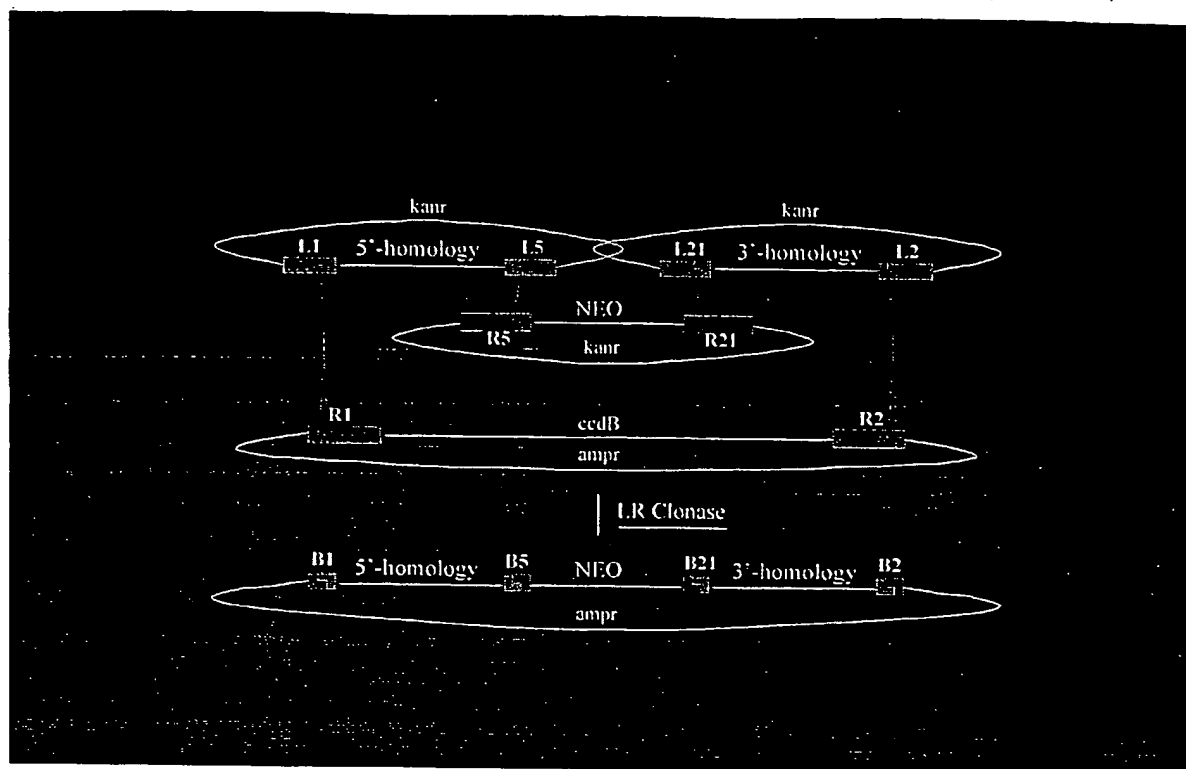 kanr kanr
L1 5'-homology L5 L21 3'-homology L2
NEO
R5 R21
kanr
R1 R2
ccdB
ampr
LR Clonase
B1 5'-homology B5 NEO B21 3'-homology B2
ampr